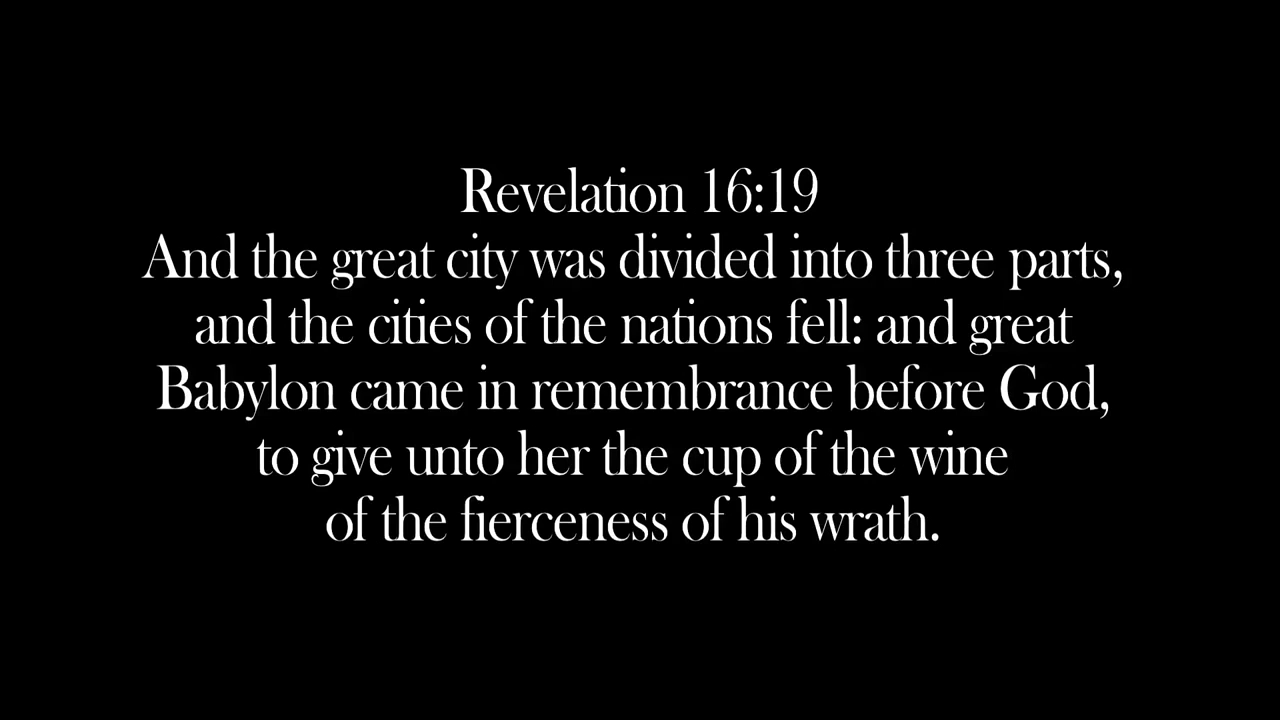 Revelation 16:19
And the great city was divided into three parts,
and the cities of the nations fell: and great
Babylon came in remembrance before God,
to give unto her the cup of the wine
of the fierceness of his wrath.